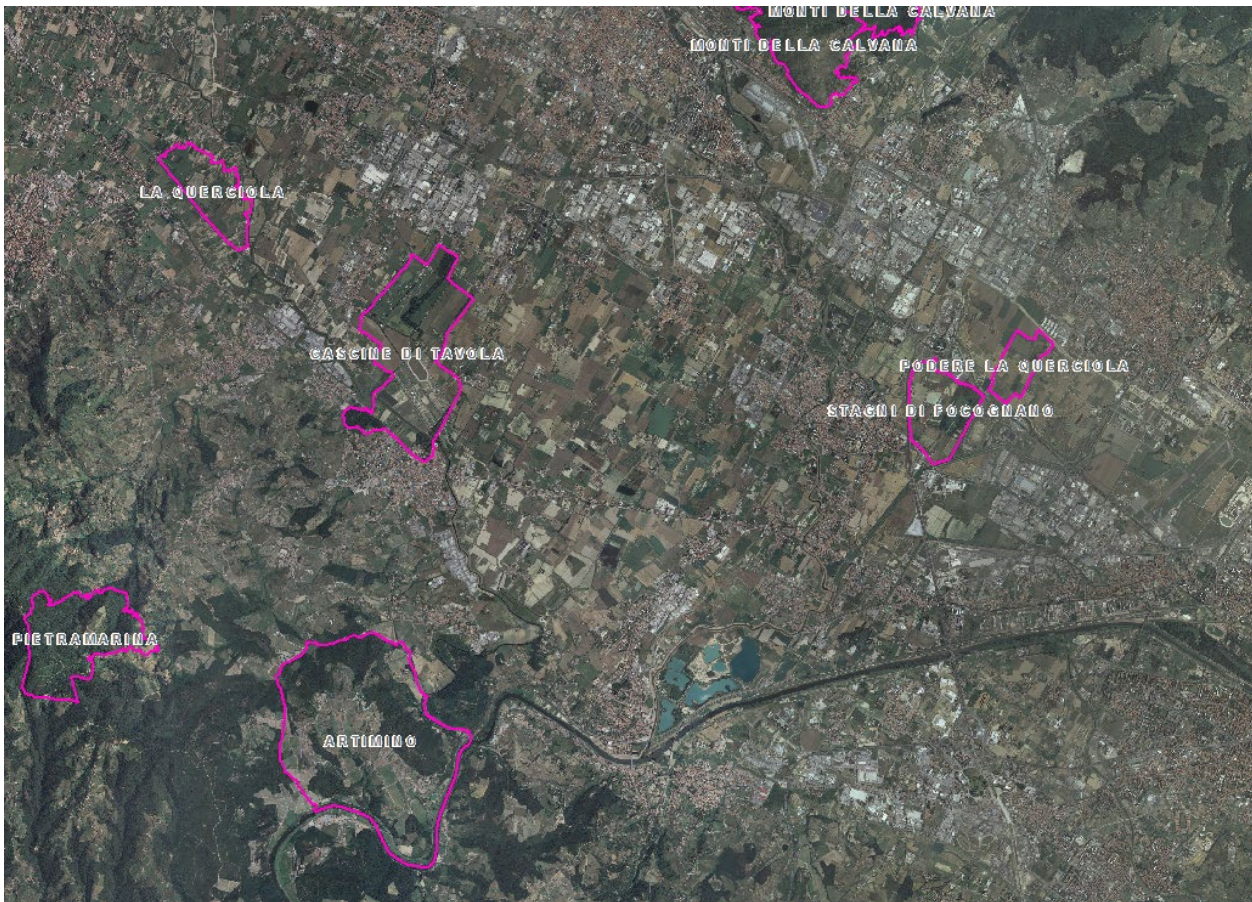 MONTI DELLA CALVANA
MONTI DELLA CALVANA
LA QUERCIOLA
CASCINE DI TAVOLA
PODERE LA QUERCIOLA
STAGNI DI FOCOGNANO
PIETRAMARINA
ARTIMINO